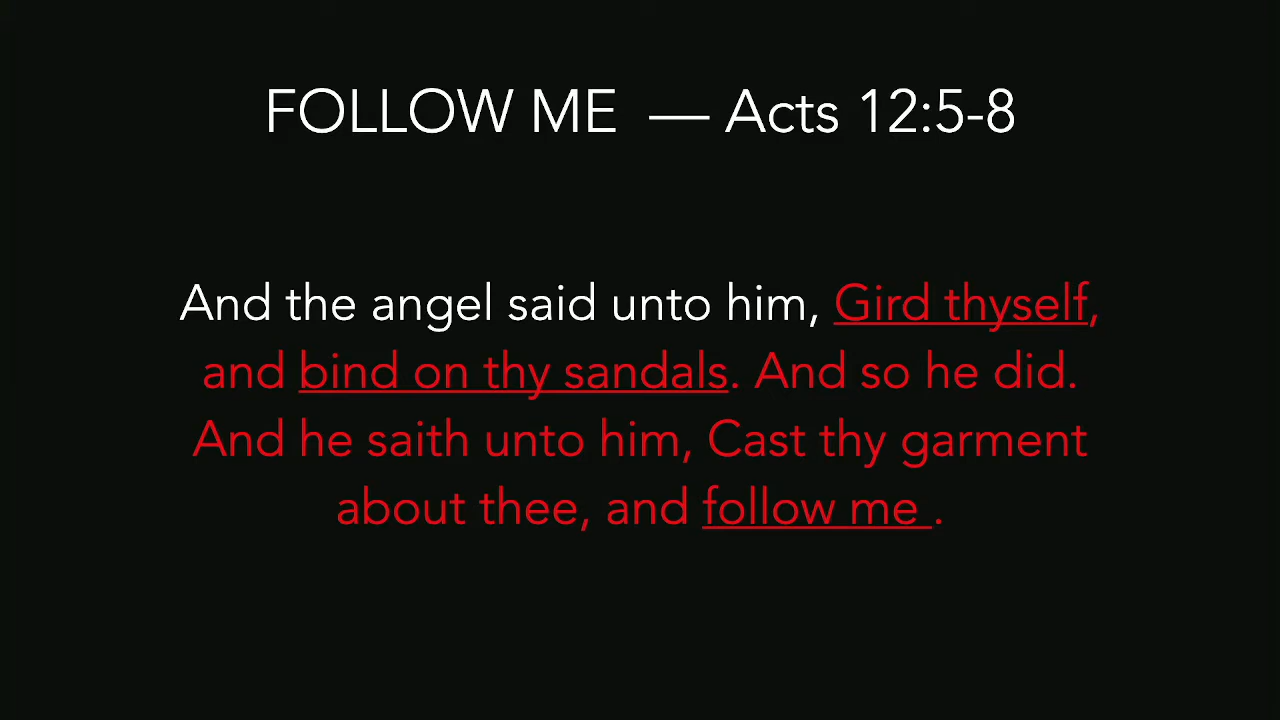 FOLLOW ME — Acts 12:5-8
And the angel said unto him, Gird thyself,
and bind on thy sandals. And so he did.
And he saith unto him, Cast thy garment
about thee, and follow me .